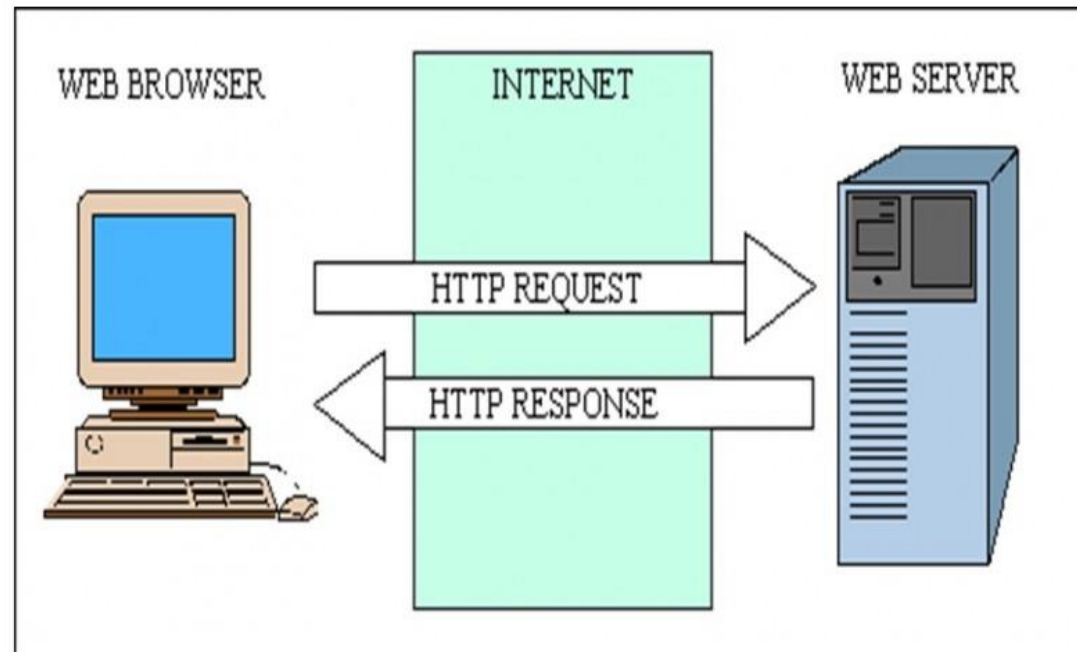 WEB BROWSER
INTERNET
WEB SERVER
HTTP REQUEST
HTTP RESPONSE